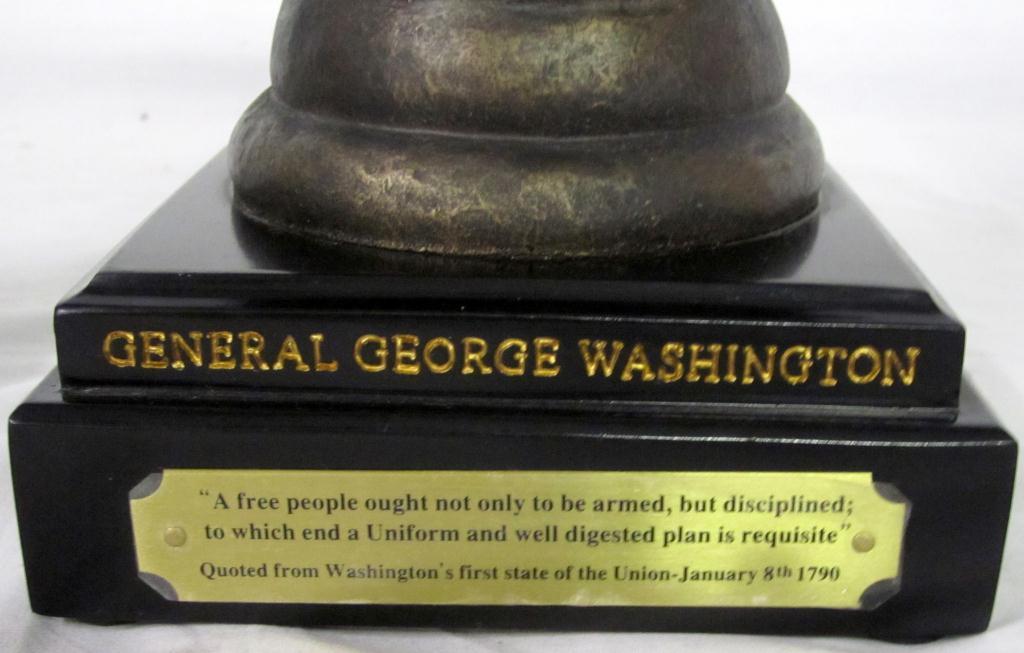 GENERAL GEORGE WASHINGTON
“A free people ought not only to be armed, but disciplined;
to which end a Uniform and well digested plan is requisite”
Quoted from Washington's first state of the Union-January 8th 1790